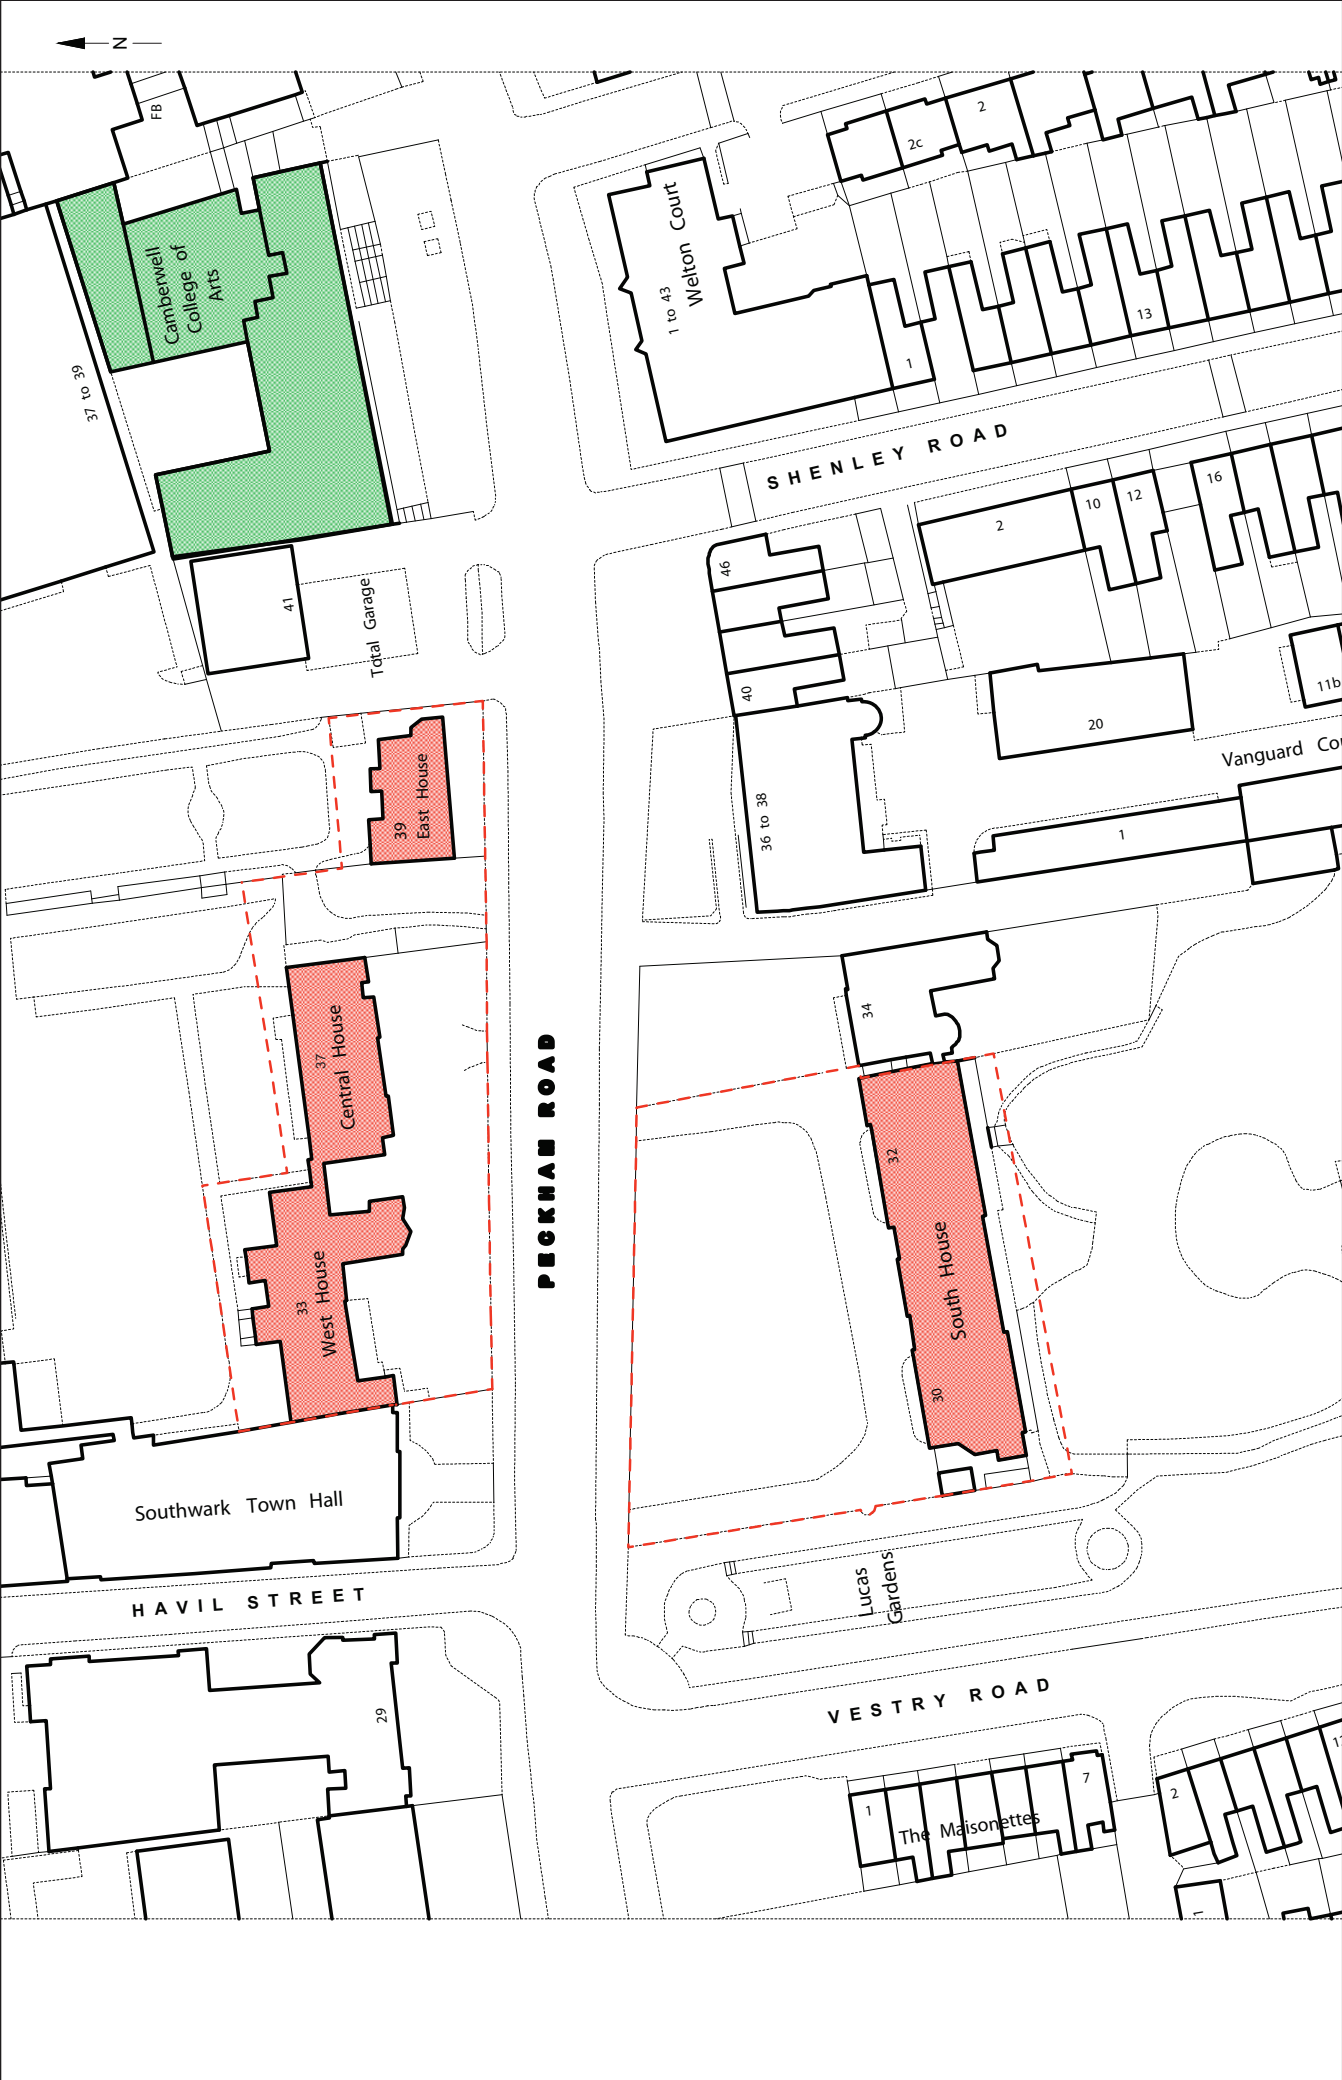 N
FB
2c
2
Camberwell
College of
Arts
37 to 39
1 to 43
Welton Court
1
13
SHENLEY ROAD
46
2
10
12
16
41
Total Garage
40
20
11b
Vanguard Cou
39
East House
36 to 38
1
37
Central House
34
PECKHAM ROAD
32
South House
30
33
West House
Southwark Town Hall
HAVIL STREET
Lucas
Gardens
VESTRY ROAD
29
1
The Maisonettes
7
2
1